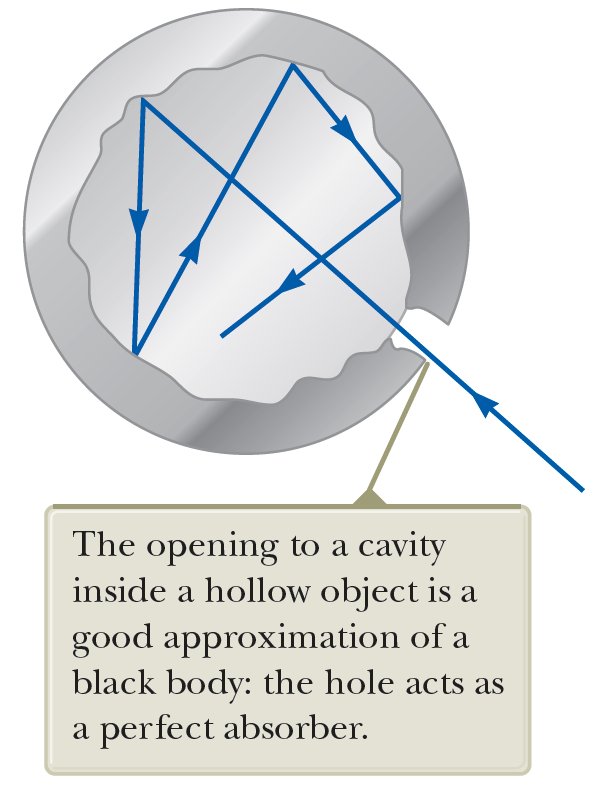 The opening to a cavity
inside a hollow object is a
good approximation of a
black body: the hole acts as
a perfect absorber.